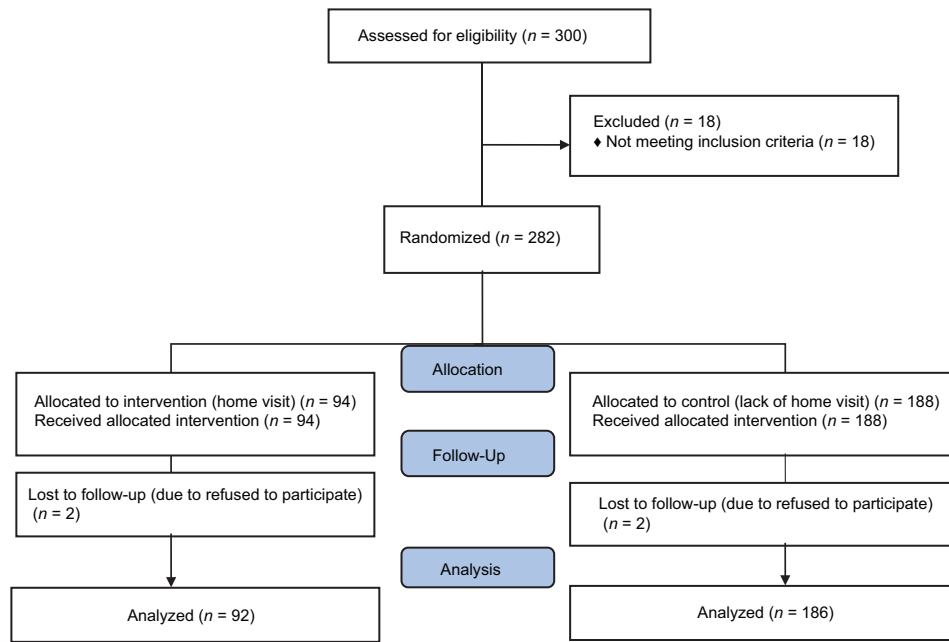 Assessed for eligibility (n = 300)
Excluded (n = 18)
♦ Not meeting inclusion criteria (n = 18)
Randomized (n = 282)
Allocation
Allocated to intervention (home visit) (n = 94)
Received allocated intervention (n = 94)
Allocated to control (lack of home visit) (n = 188)
Received allocated intervention (n = 188)
Follow-Up
Lost to follow-up (due to refused to participate)
(n = 2)
Lost to follow-up (due to refused to participate)
(n = 2)
Analysis
Analyzed (n = 92)
Analyzed (n = 186)